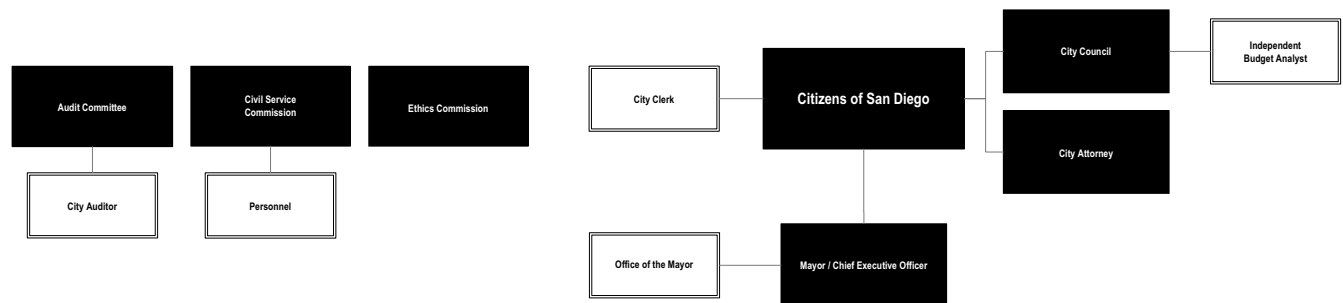 City Council
Independent
Budget Analyst
Audit Committee
Civil Service
Commission
Ethics Commission
City Clerk
Citizens of San Diego
City Attorney
City Auditor
Personnel
Office of the Mayor
Mayor / Chief Executive Officer